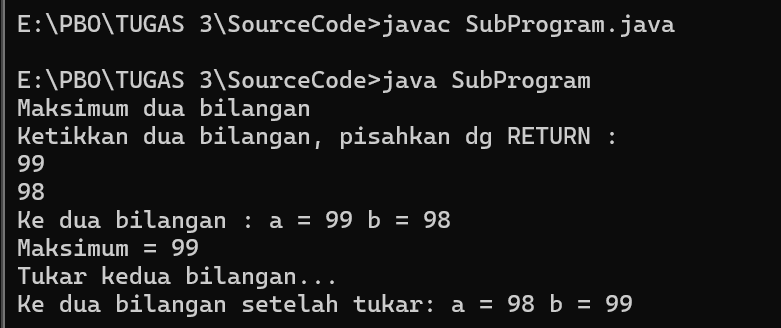 E:\PBO\TUGAS 3\SourceCode>javac SubProgram.java
E:\PBO\TUGAS 3\SourceCode>java SubProgram
Maksimum dua bilangan
Ketikkan dua bilangan, pisahkan dg RETURN :
99
98
Ke dua bilangan : a = 99 b = 98
Maksimum = 99
Tukar kedua bilangan...
Ke dua bilangan setelah tukar: a = 98 b = 99